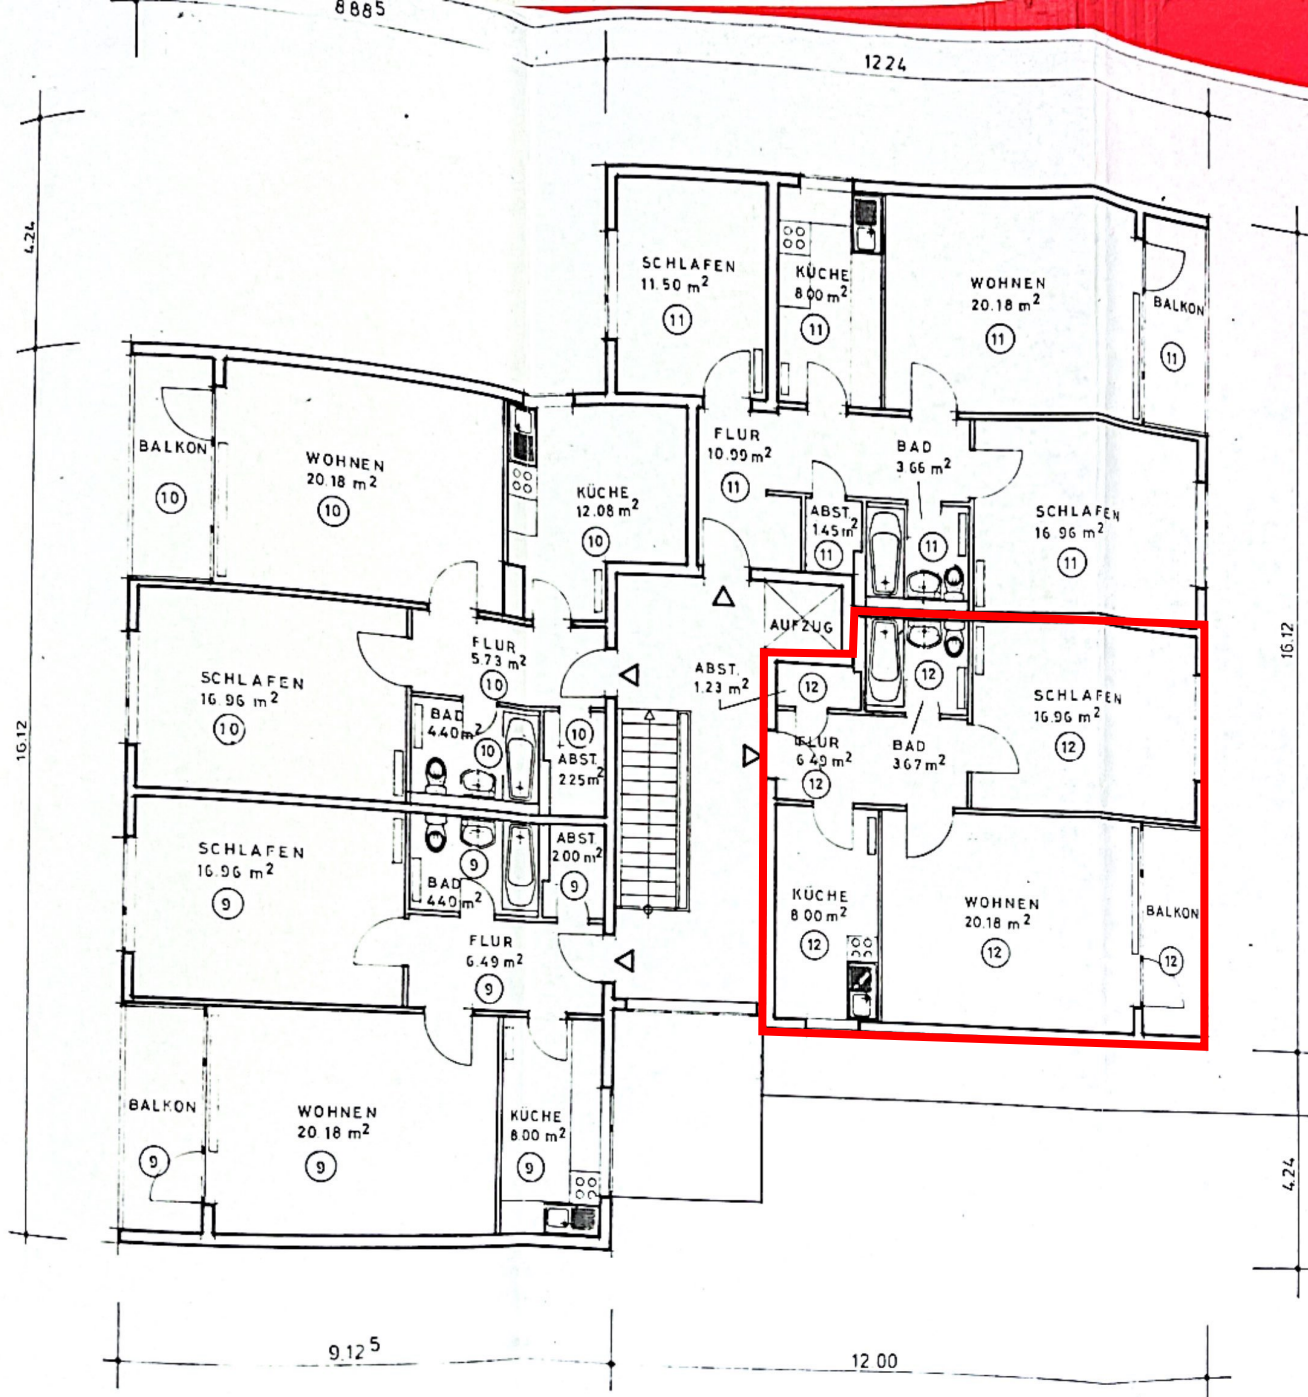 8885
12 24
4.24
SCHLAFEN
11.50 m²
11
KÜCHE
8 00 m²
11
WOHNEN
20.18 m²
11
BALKON
11
BALKON
10
WOHNEN
20.18 m²
10
KÜCHE
12.08 m²
10
FLUR
10.99 m²
11
BAD
3.66 m²
11
ABST.
1.45 m²
11
SCHLAFEN
16 96 m²
11
AUFZUG
SCHLAFEN
16.96 m²
10
FLUR
5.73 m²
10
BAD
4.40 m²
10
10
ABST.
2.25 m²
ABST.
1.23 m²
12
12
SCHLAFEN
16.96 m²
12
FLUR
6.49 m²
12
BAD
3.67 m²
16.12
16.12
SCHLAFEN
16.96 m²
9
9
BAD
4.40 m²
ABST
2.00 m²
9
FLUR
6.49 m²
9
KÜCHE
8 00 m²
12
WOHNEN
20.18 m²
12
BALKON
12
BALKON
9
WOHNEN
20.18 m²
9
KÜCHE
8.00 m²
9
4.24
9.12 5
12 00